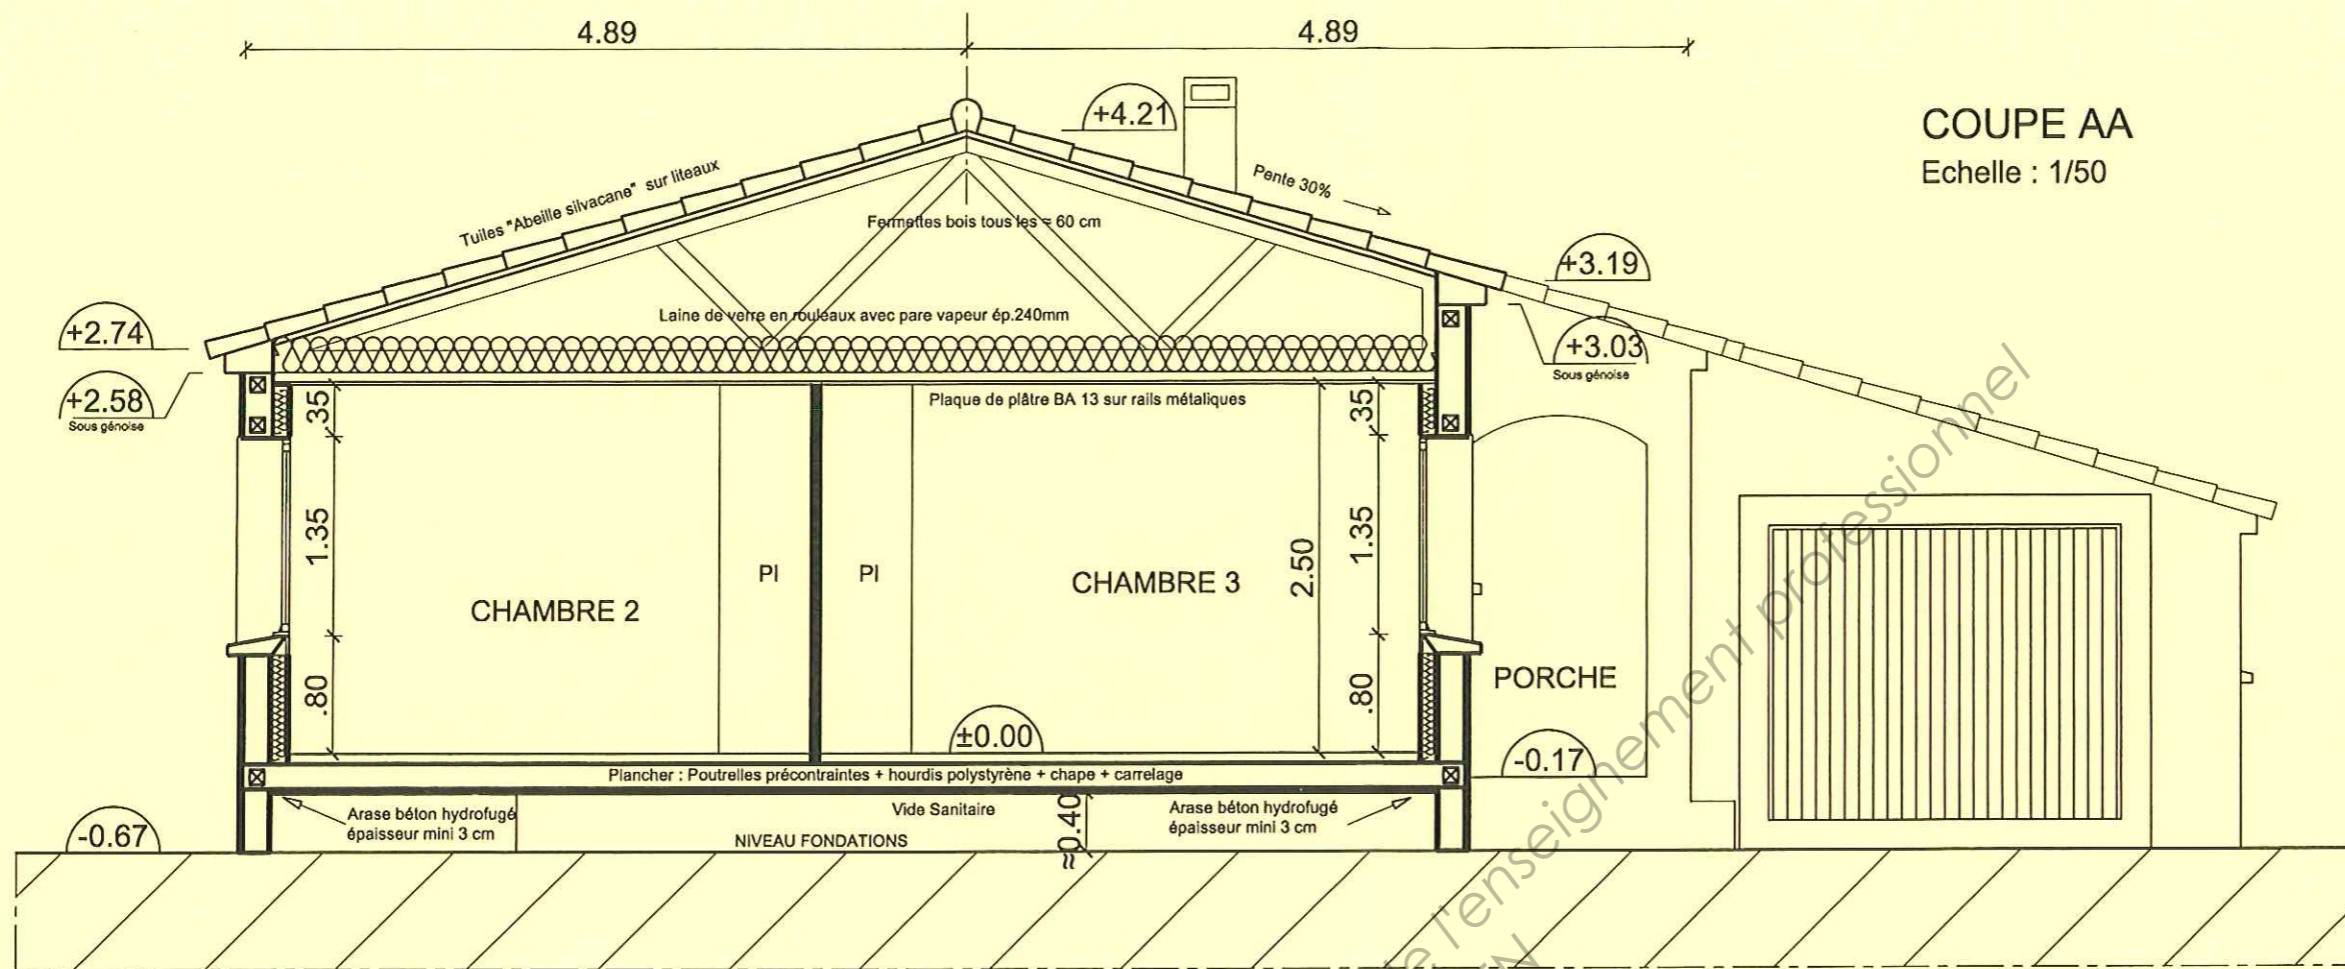 4.89
4.89
COUPE AA
Echelle : 1/50
+4.21
Pente 30%
Tuiles "Abeille silvacane" sur liteaux
Fermettes bois tous les ≈ 60 cm
+3.19
Laine de verre en rouleaux avec pare vapeur ép.240mm
+2.74
+3.03
Sous génoise
+2.58
Sous génoise
.35
Plaque de plâtre BA 13 sur rails métaliques
.35
1.35
PI
PI
2.50
1.35
CHAMBRE 2
CHAMBRE 3
.80
.80
PORCHE
±0.00
-0.17
Plancher : Poutrelles précontraintes + hourdis polystyrène + chape + carrelage
Arase béton hydrofugé
épaisseur mini 3 cm
Vide Sanitaire
≈0.40
Arase béton hydrofugé
épaisseur mini 3 cm
-0.67
NIVEAU FONDATIONS
de l'enseignement professionnel